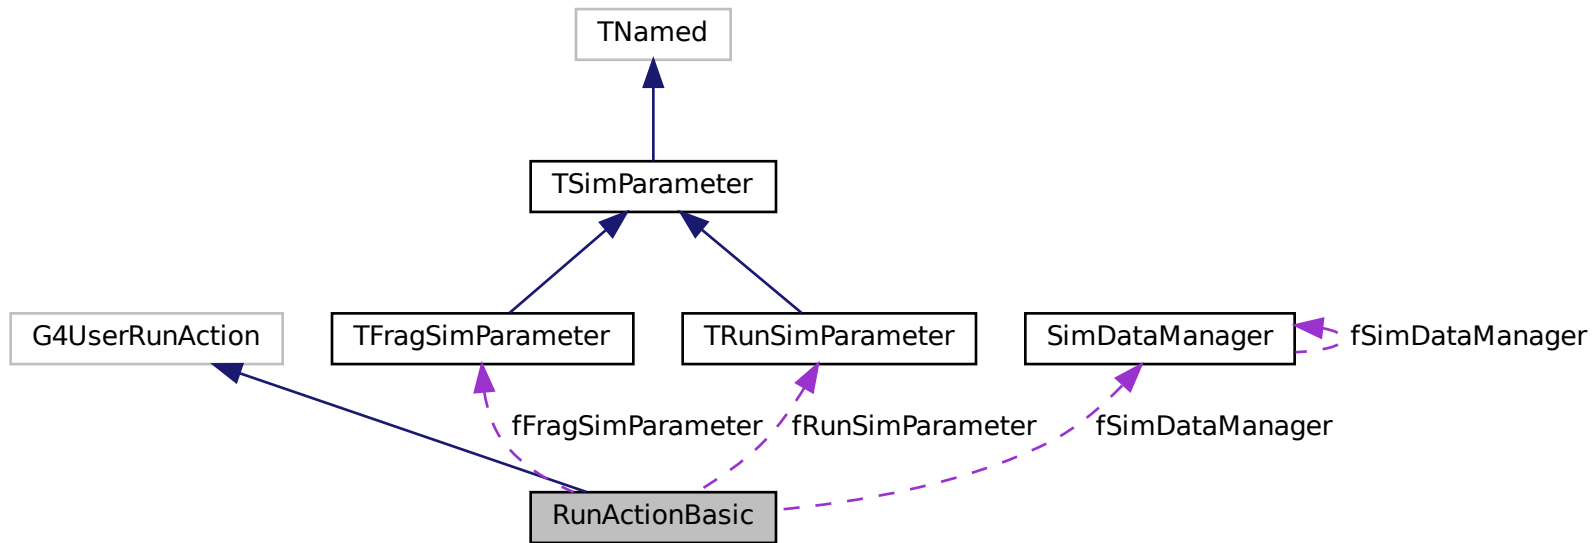 TNamed
TSimParameter
G4UserRunAction
TFragSimParameter
TRunSimParameter
SimDataManager
fSimDataManager
fFragSimParameter
fRunSimParameter
fSimDataManager
RunActionBasic